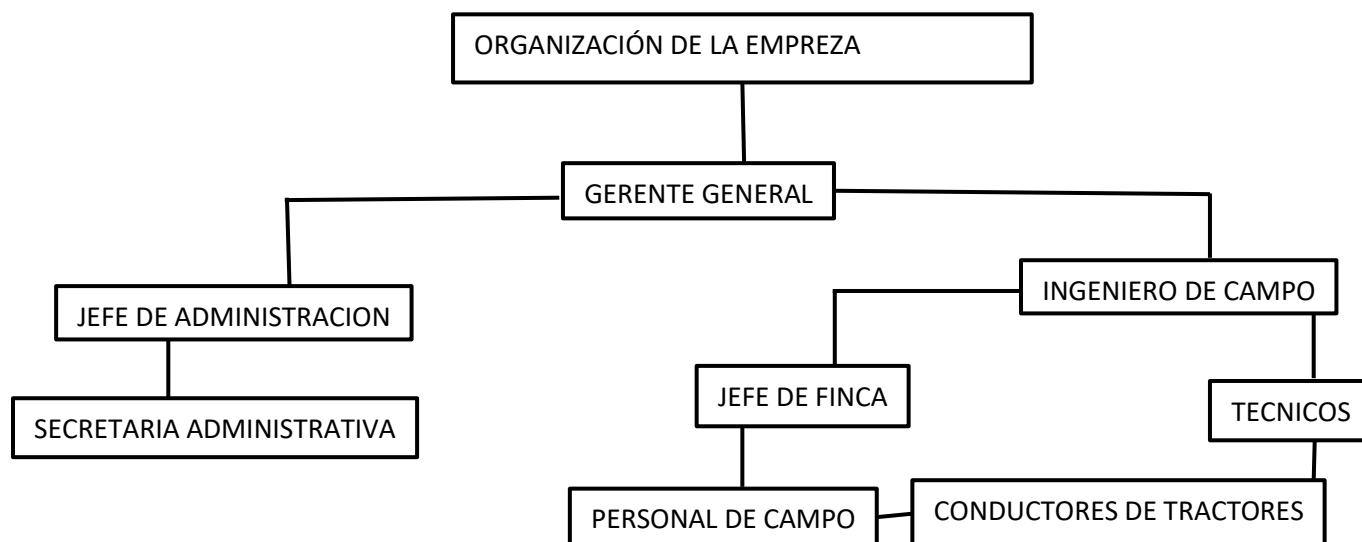 ORGANIZACIÓN DE LA EMPREZA
GERENTE GENERAL
JEFE DE ADMINISTRACION
INGENIERO DE CAMPO
SECRETARIA ADMINISTRATIVA
JEFE DE FINCA
TECNICOS
PERSONAL DE CAMPO
CONDUCTORES DE TRACTORES